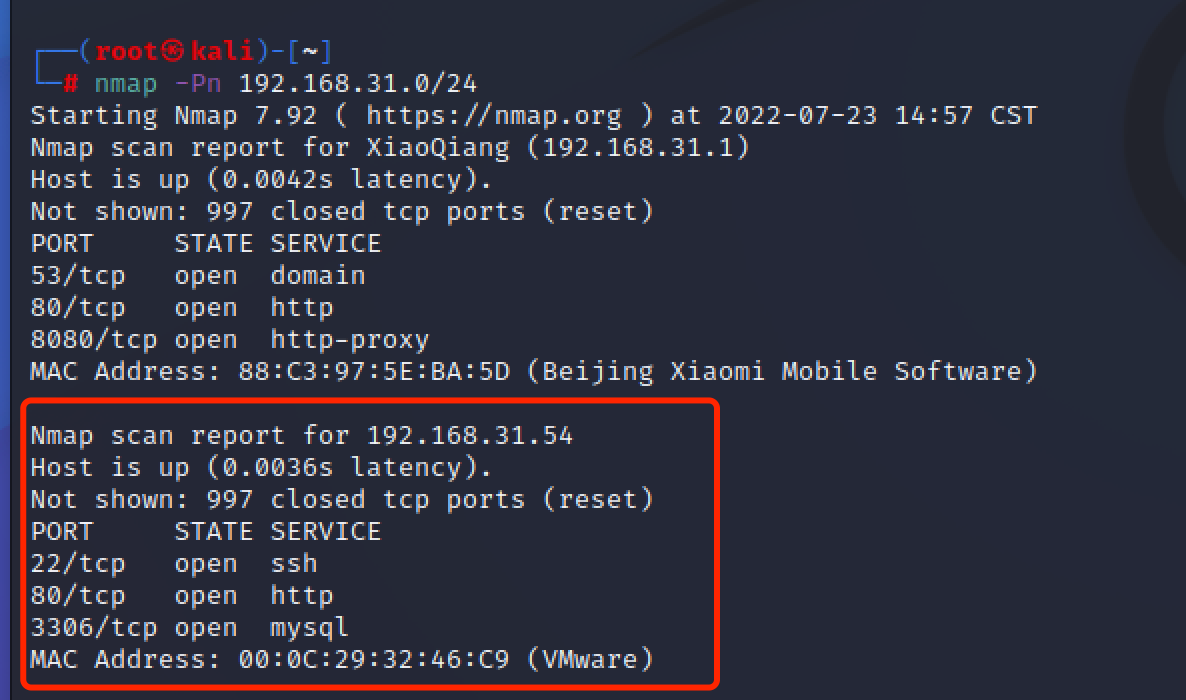 ┌──(root㉿kali)-[~]
└─# nmap -Pn 192.168.31.0/24
Starting Nmap 7.92 ( https://nmap.org ) at 2022-07-23 14:57 CST
Nmap scan report for XiaoQiang (192.168.31.1)
Host is up (0.0042s latency).
Not shown: 997 closed tcp ports (reset)
PORT     STATE SERVICE
53/tcp   open  domain
80/tcp   open  http
8080/tcp open  http-proxy
MAC Address: 88:C3:97:5E:BA:5D (Beijing Xiaomi Mobile Software)

Nmap scan report for 192.168.31.54
Host is up (0.0036s latency).
Not shown: 997 closed tcp ports (reset)
PORT     STATE SERVICE
22/tcp   open  ssh
80/tcp   open  http
3306/tcp open  mysql
MAC Address: 00:0C:29:32:46:C9 (VMware)